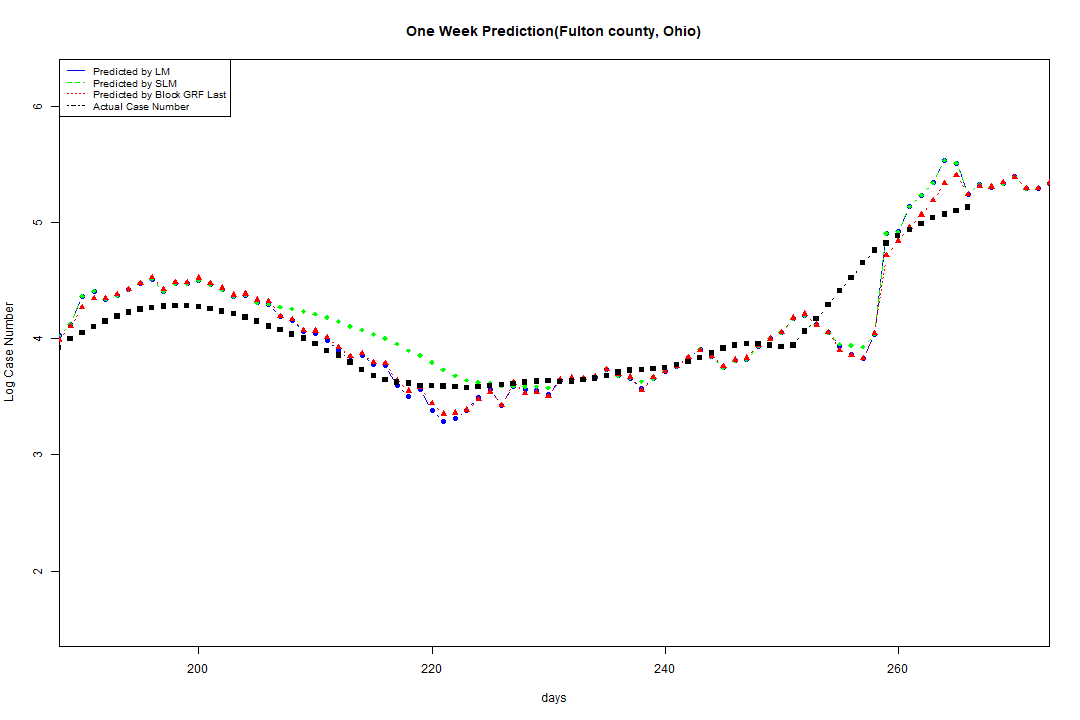 One Week Prediction(Fulton county, Ohio)
Predicted by LM
Predicted by SLM
Predicted by Block GRF Last
Actual Case Number
6
5
4
3
2
Log Case Number
200
220
240
260
days